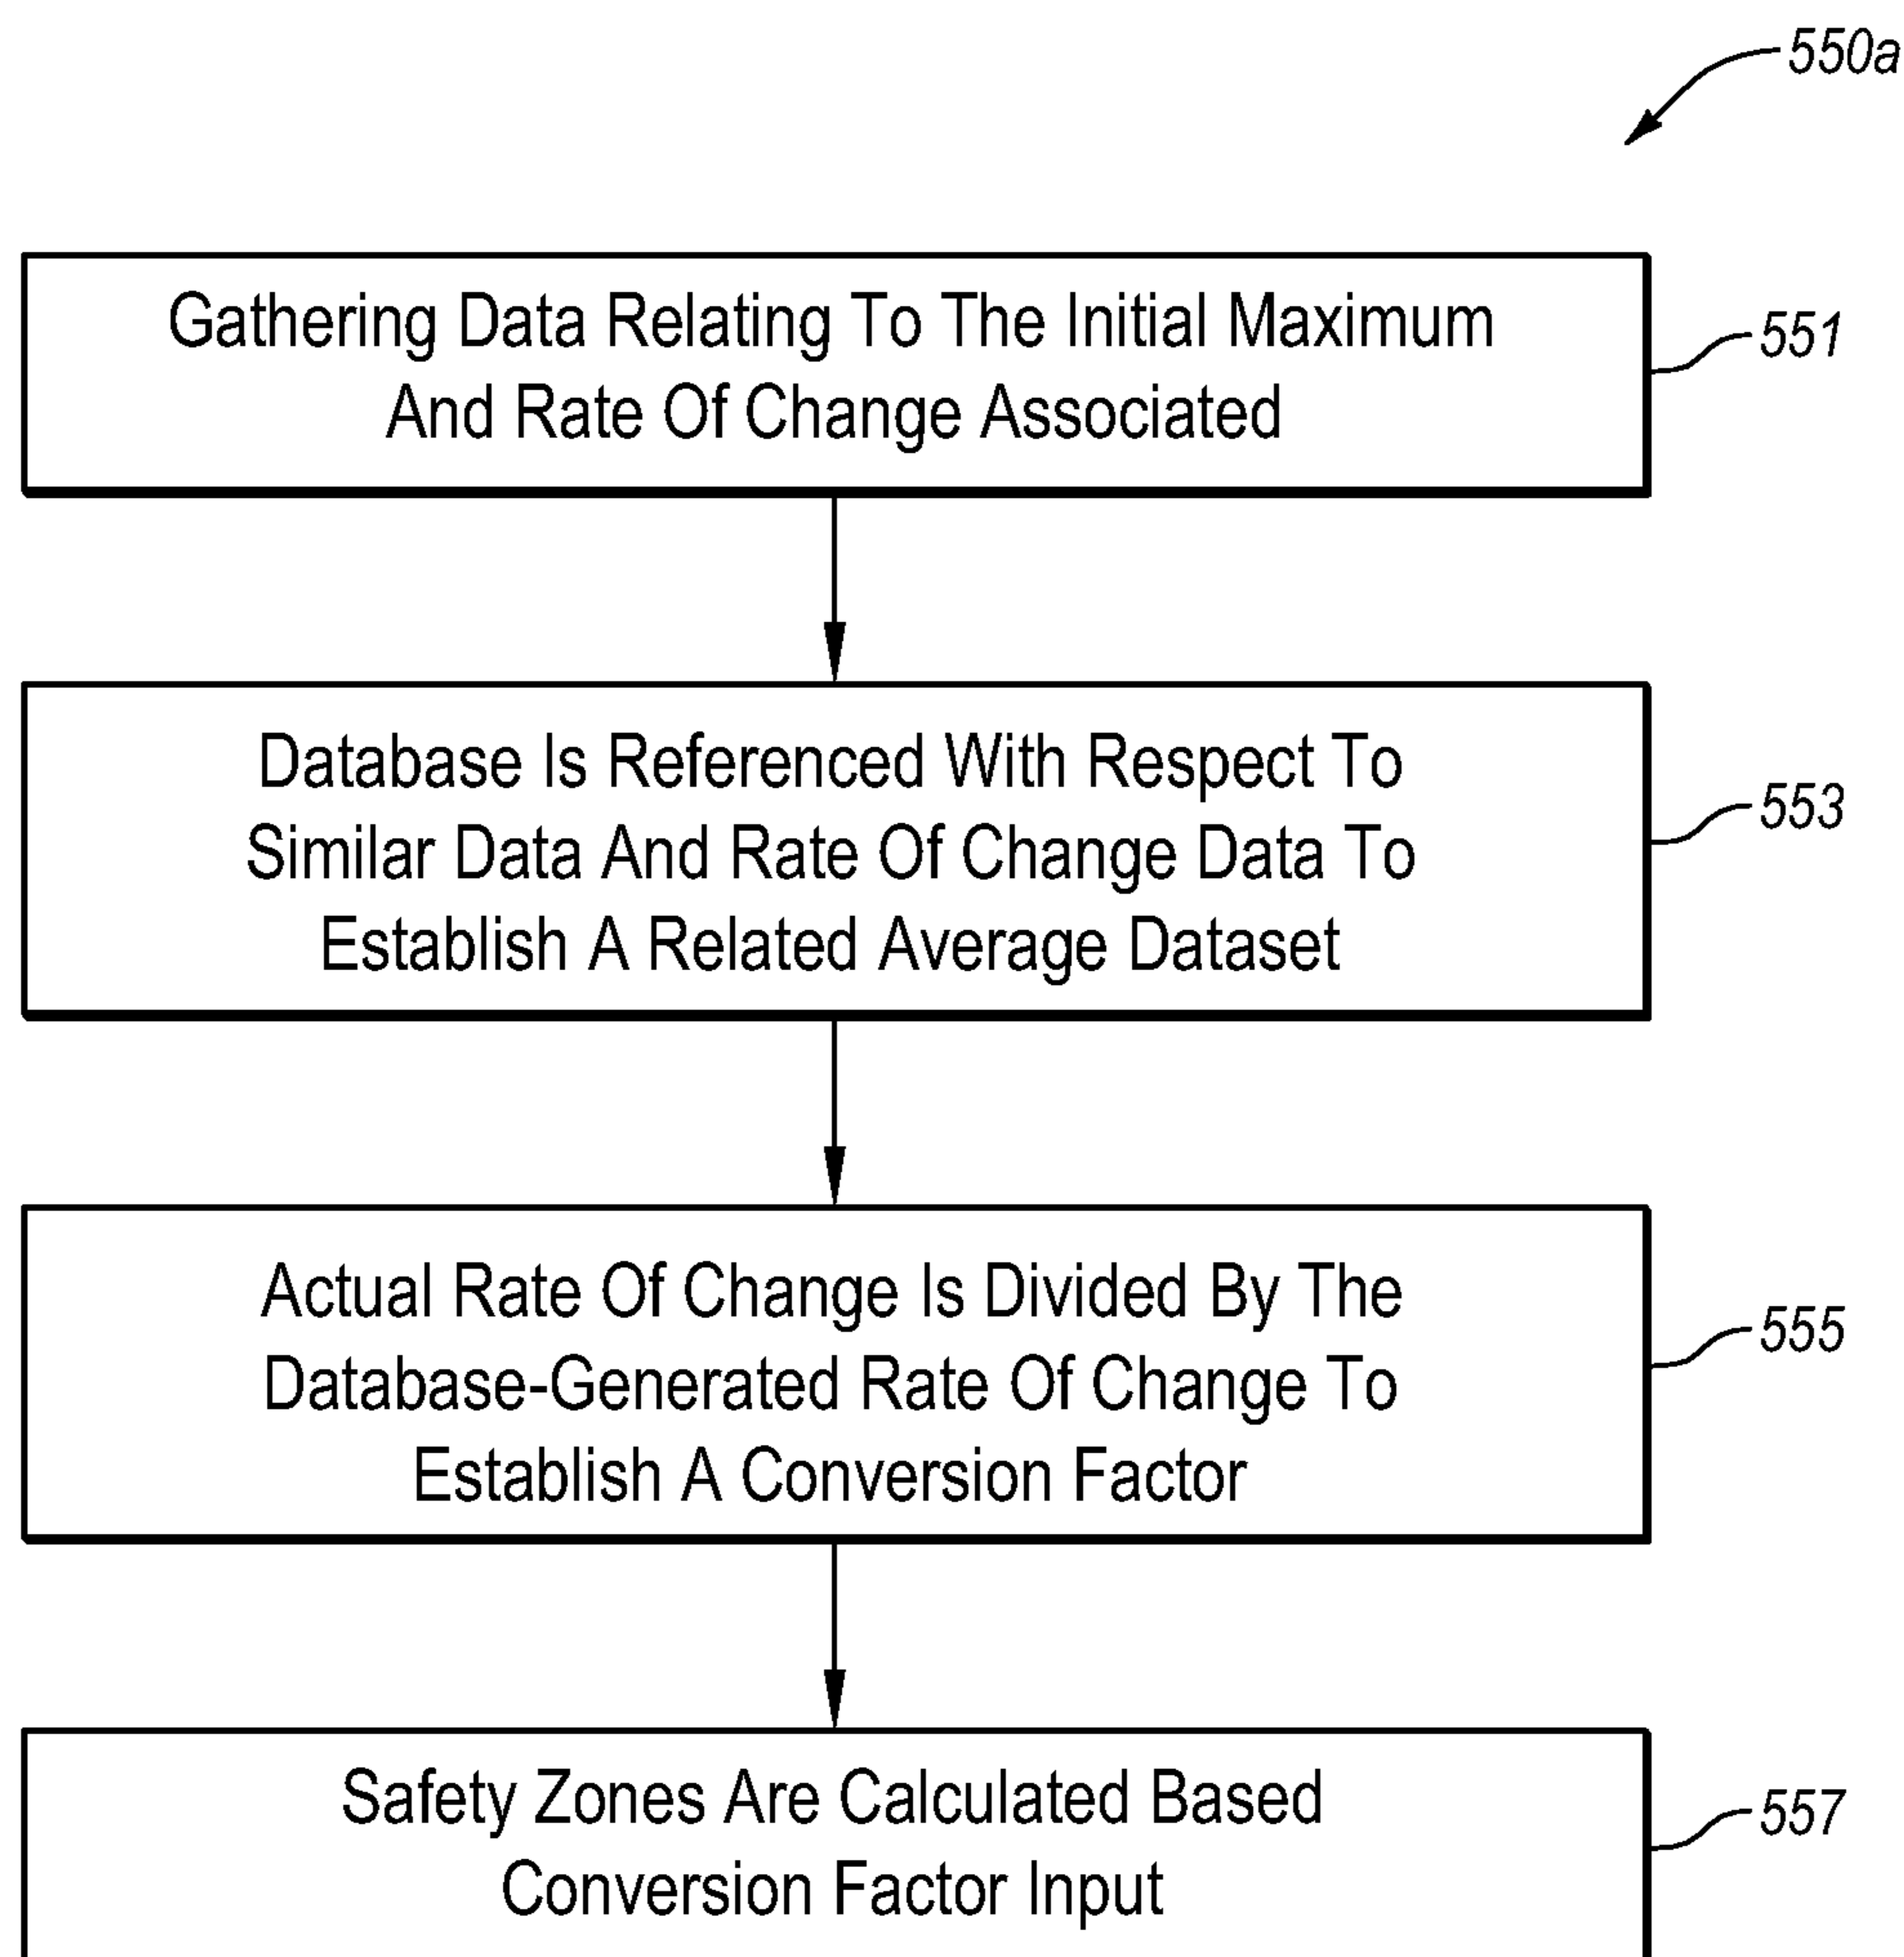 550a
Gathering Data Relating To The Initial Maximum
And Rate Of Change Associated
551
Database Is Referenced With Respect To
Similar Data And Rate Of Change Data To
Establish A Related Average Dataset
553
Actual Rate Of Change Is Divided By The
Database-Generated Rate Of Change To
Establish A Conversion Factor
555
Safety Zones Are Calculated Based
Conversion Factor Input
557